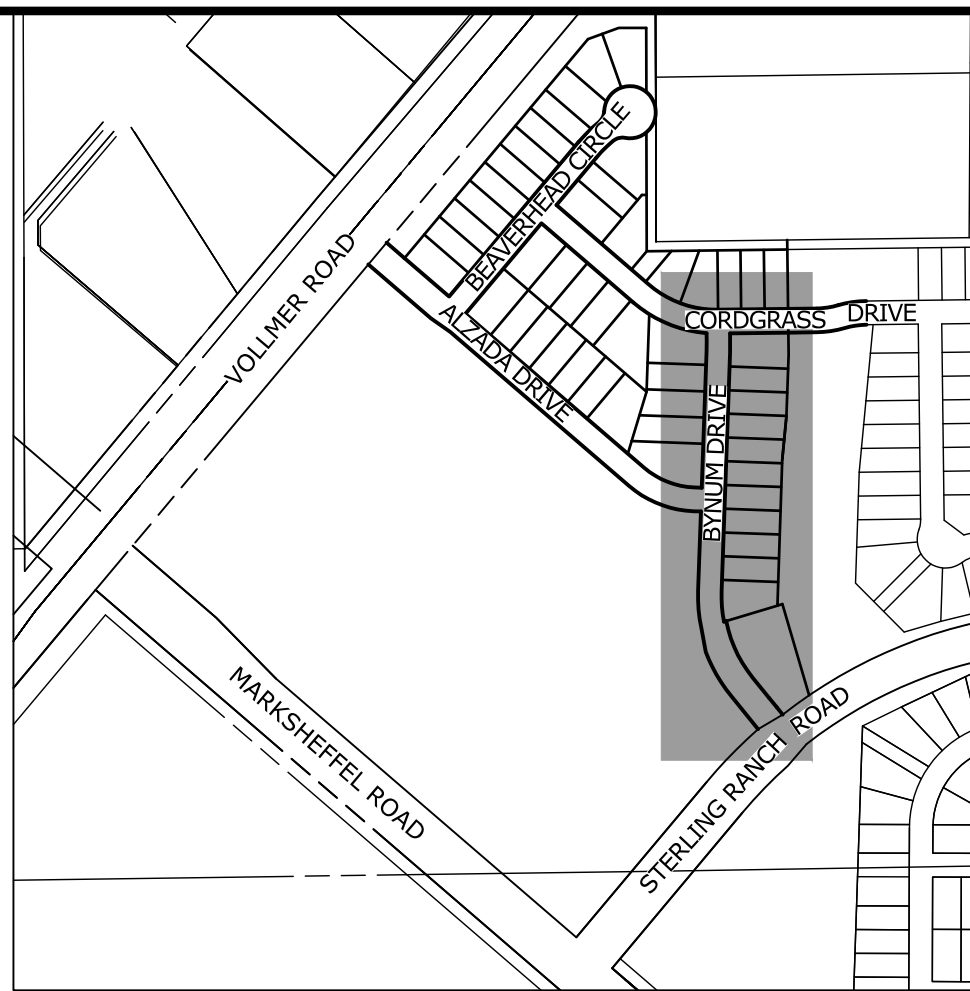 BEAVERHEAD CIRCLE
VOLLMER ROAD
CORDGRASS DRIVE
ALZADA DRIVE
BYNUM DRIVE
MARKSHEFFEL ROAD
STERLING RANCH ROAD